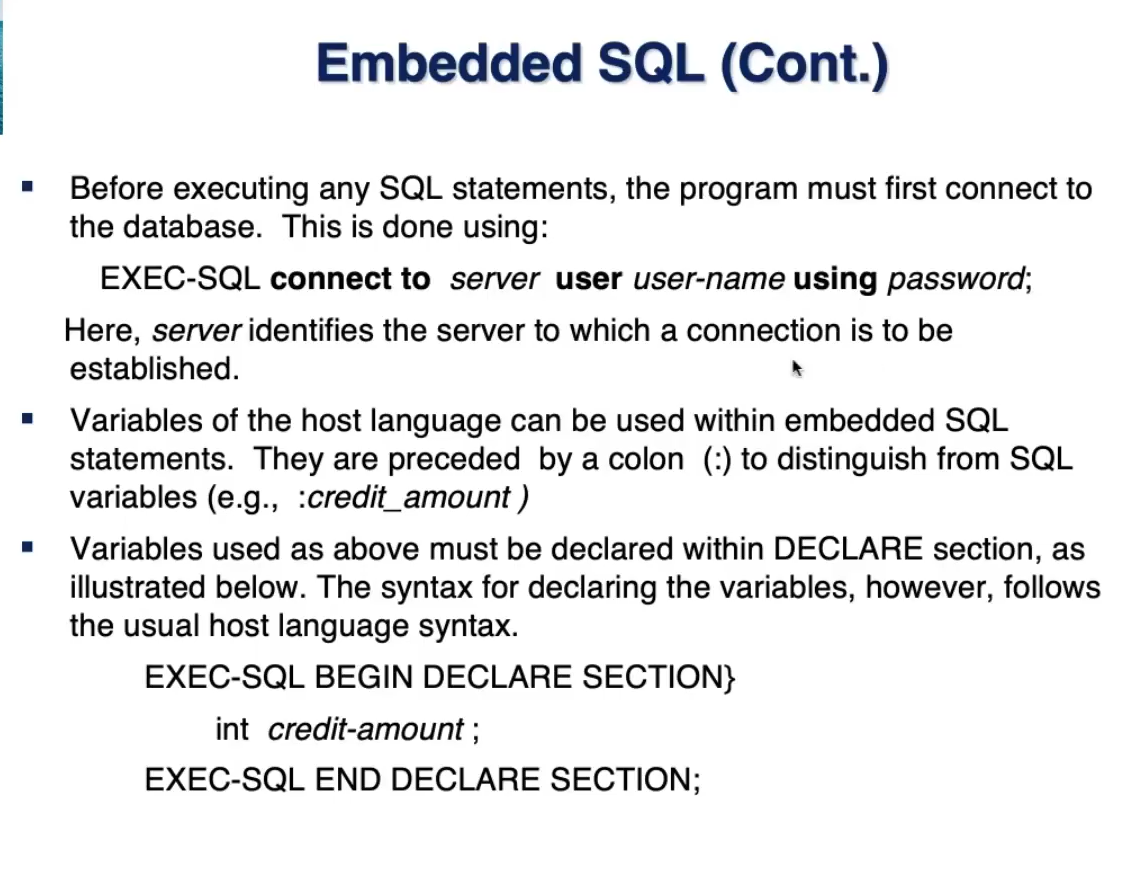 Embedded SQL (Cont.)
▪ Before executing any SQL statements, the program must first connect to
the database.  This is done using:
EXEC-SQL connect to  server  user user-name using password;
Here, server identifies the server to which a connection is to be
established.
▪ Variables of the host language can be used within embedded SQL
statements.  They are preceded  by a colon  (:) to distinguish from SQL
variables (e.g.,  :credit_amount )
▪ Variables used as above must be declared within DECLARE section, as
illustrated below. The syntax for declaring the variables, however, follows
the usual host language syntax.
EXEC-SQL BEGIN DECLARE SECTION}
int  credit-amount ;
EXEC-SQL END DECLARE SECTION;